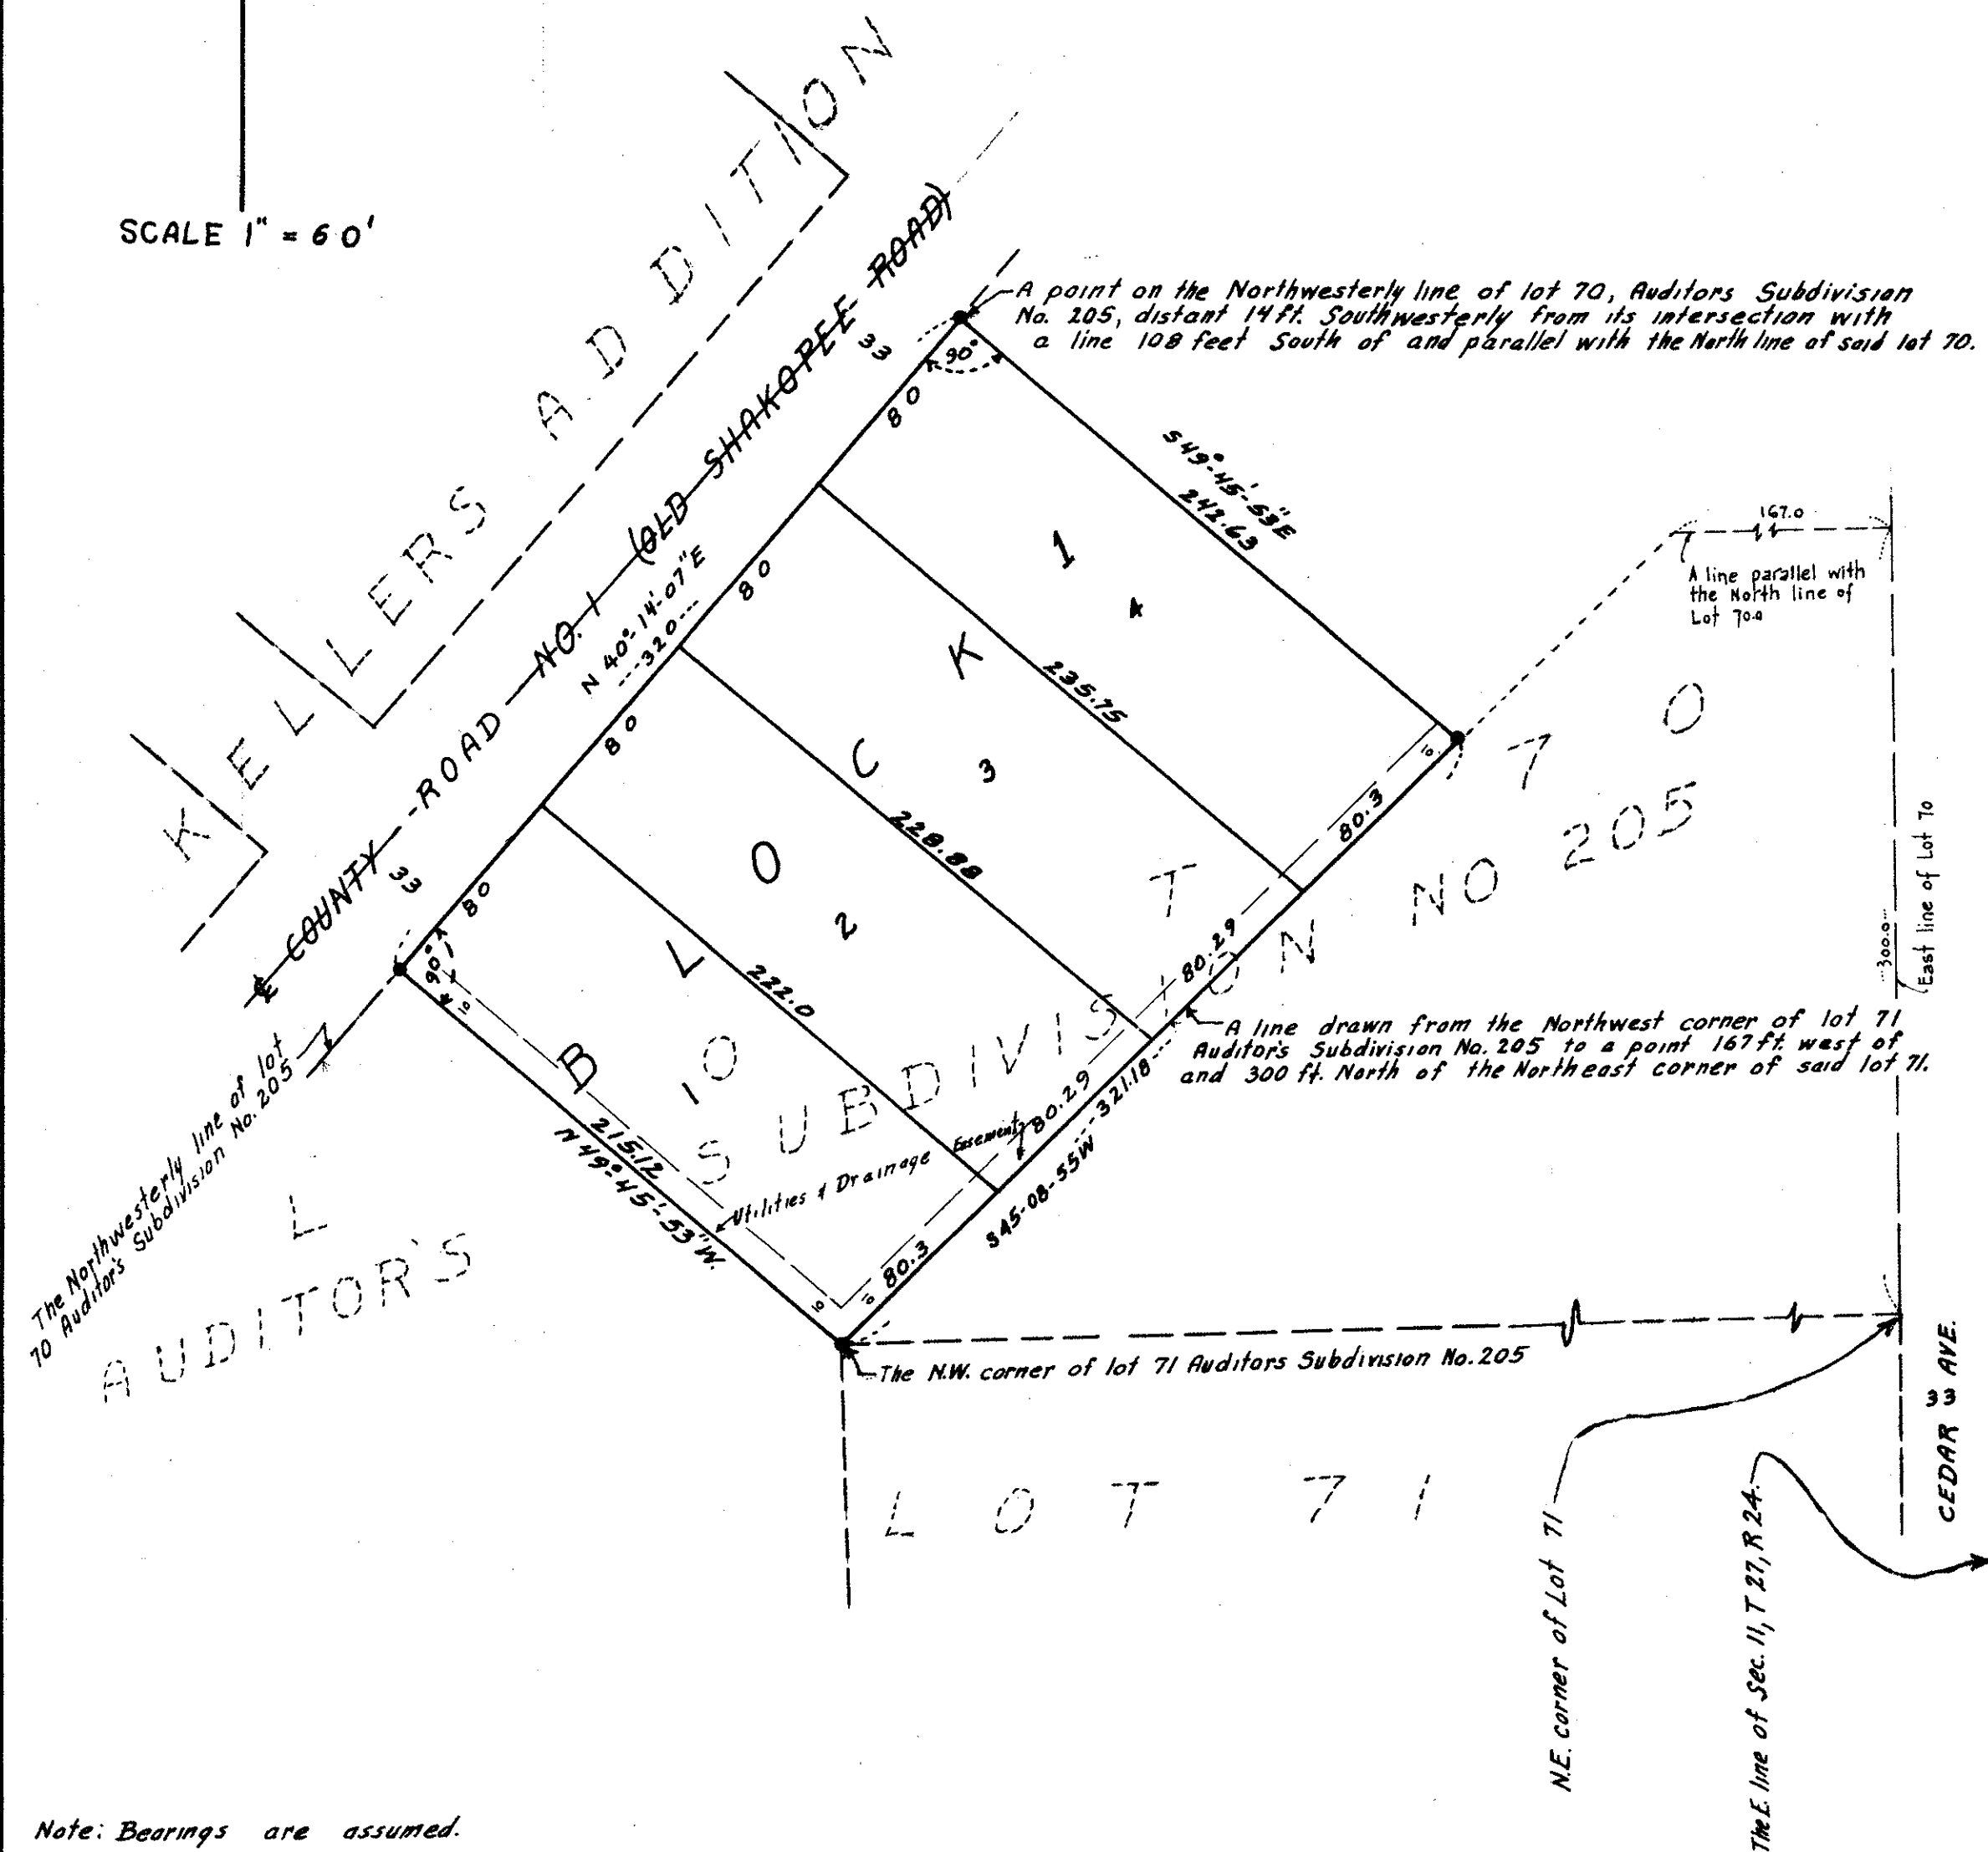 SCALE 1" = 60'
KELLERS ADDITION
℄ COUNTY ROAD NO. 1 (OLD SHAKOPEE ROAD)
33
33
A point on the Northwesterly line of lot 70, Auditors Subdivision
No. 205, distant 14 ft. Southwesterly from its intersection with
a line 108 feet South of and parallel with the North line of said lot 70.
90°
80
80
80
80
N 40°-14'-07"E
---320---
S49°-45'-53"E
242.63
167.0
A line parallel with
the North line of
Lot 70.
BLOCK 1
4
3
2
235.75
228.88
222.0
215.12
N 49°-45'-53"W.
90°
10
10
10
10
80.3
80.29
80.29
80.3
S45-08-55W---321.18
Utilities & Drainage Easement
A line drawn from the Northwest corner of lot 71
Auditor's Subdivision No. 205 to a point 167 ft. west of
and 300 ft. North of the Northeast corner of said lot 71.
300.0
East line of Lot 70
The Northwesterly line of lot
70 Auditor's Subdivision No. 205
LOT 70
AUDITOR'S SUBDIVISION NO 205
The N.W. corner of lot 71 Auditors Subdivision No. 205
LOT 71
N.E. corner of Lot 71
The E. line of Sec. 11, T 27, R 24.
33
CEDAR AVE.
Note: Bearings are assumed.